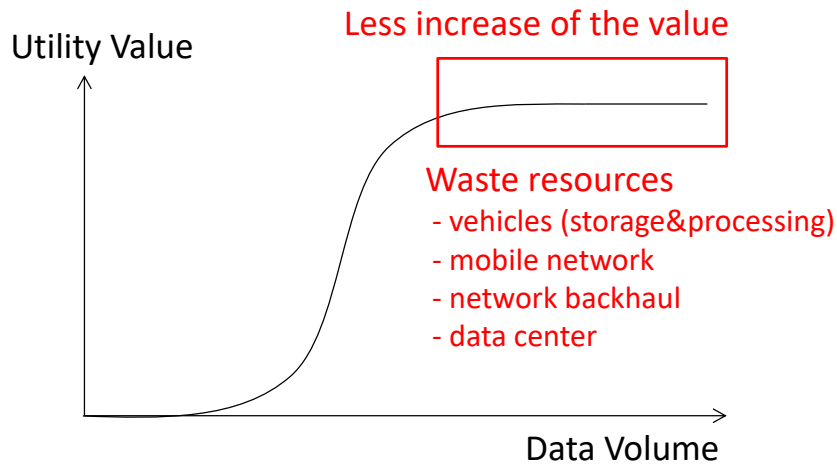 Less increase of the value
Utility Value
Waste resources
- vehicles (storage&processing)
- mobile network
- network backhaul
- data center
Data Volume